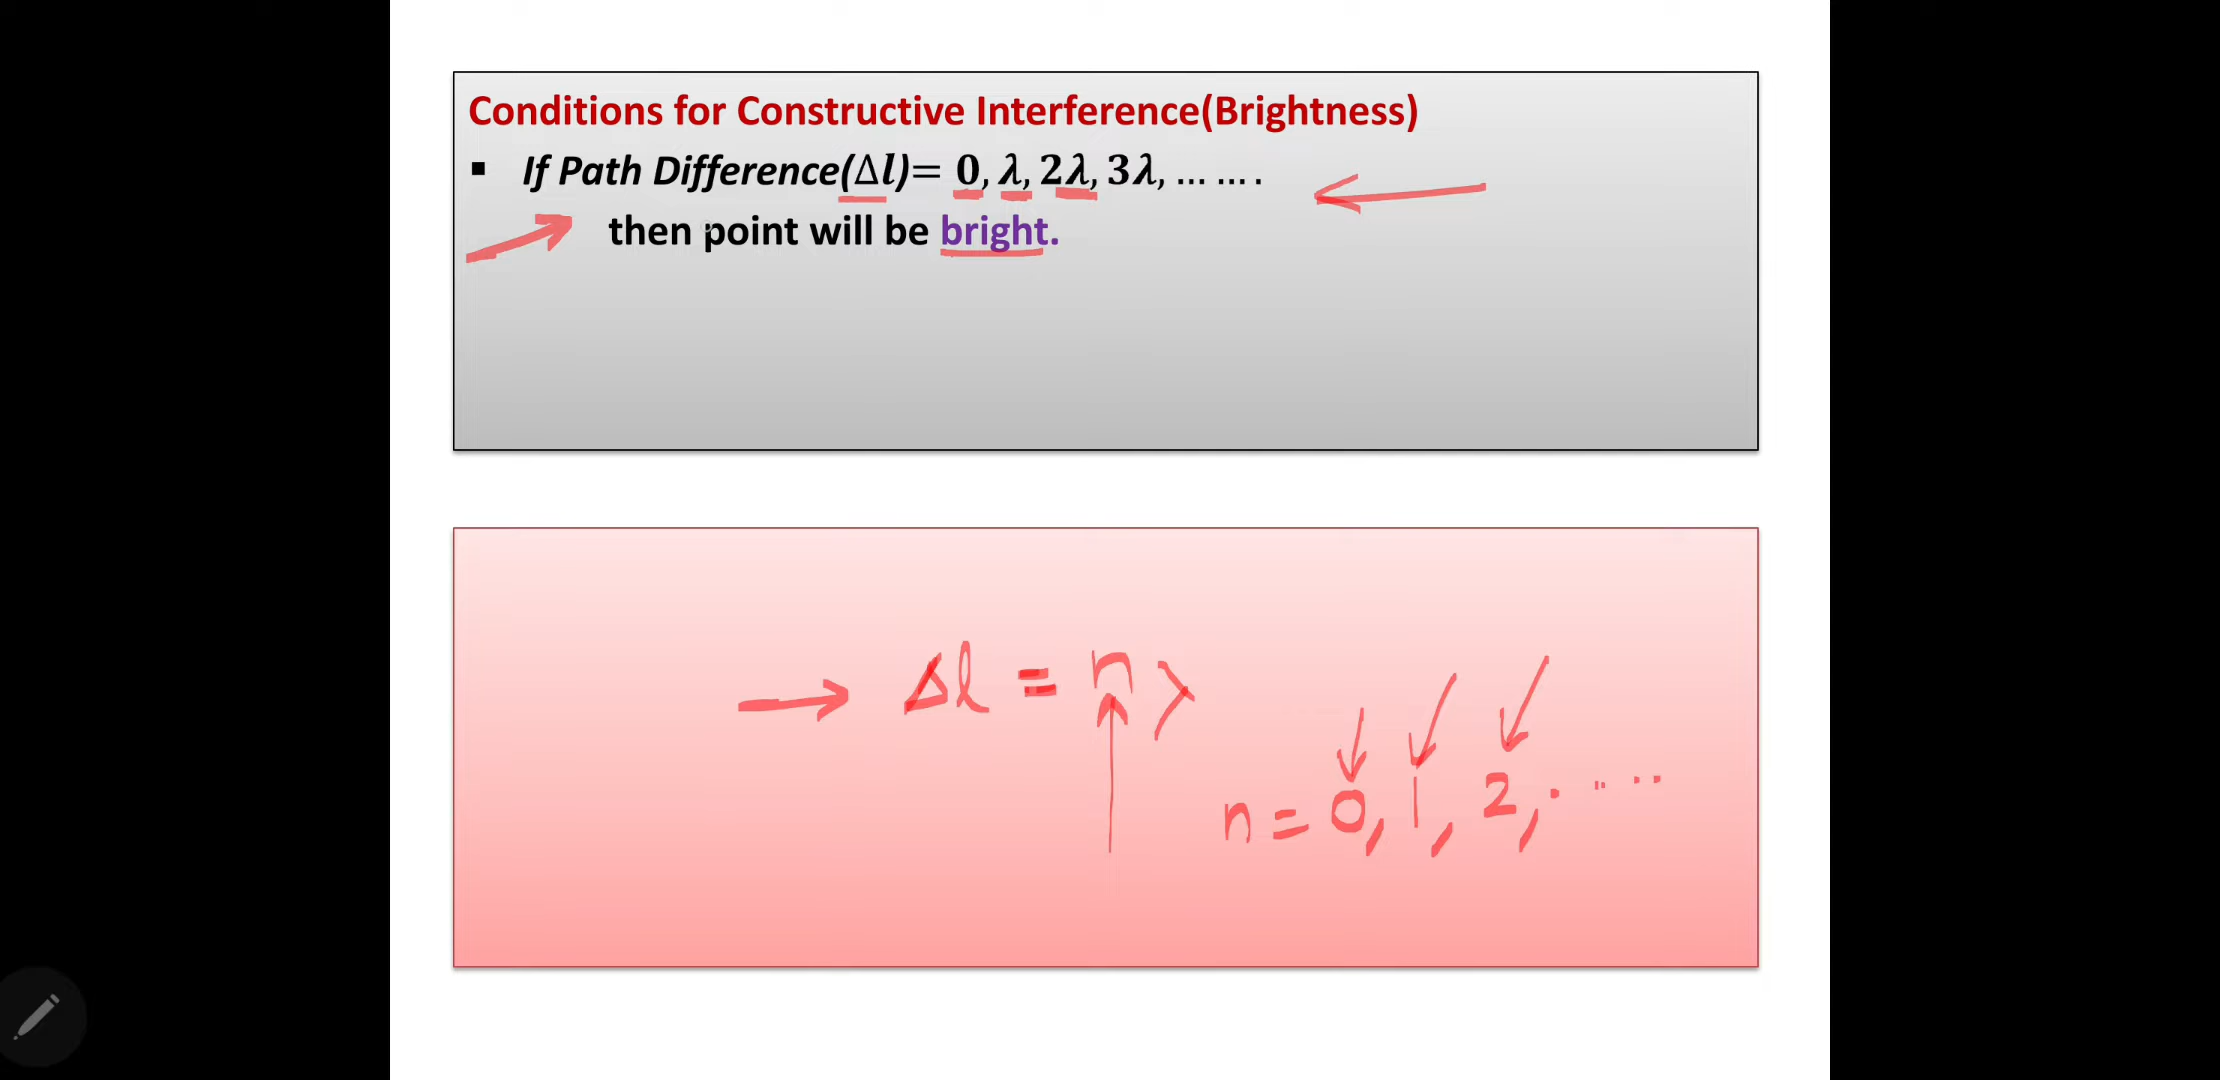 Conditions for Constructive Interference(Brightness)
▪ If Path Difference(Δl)= 0, λ, 2λ, 3λ, … … .
then point will be bright.
→ Δl = n λ
n = 0, 1, 2, . . . . .